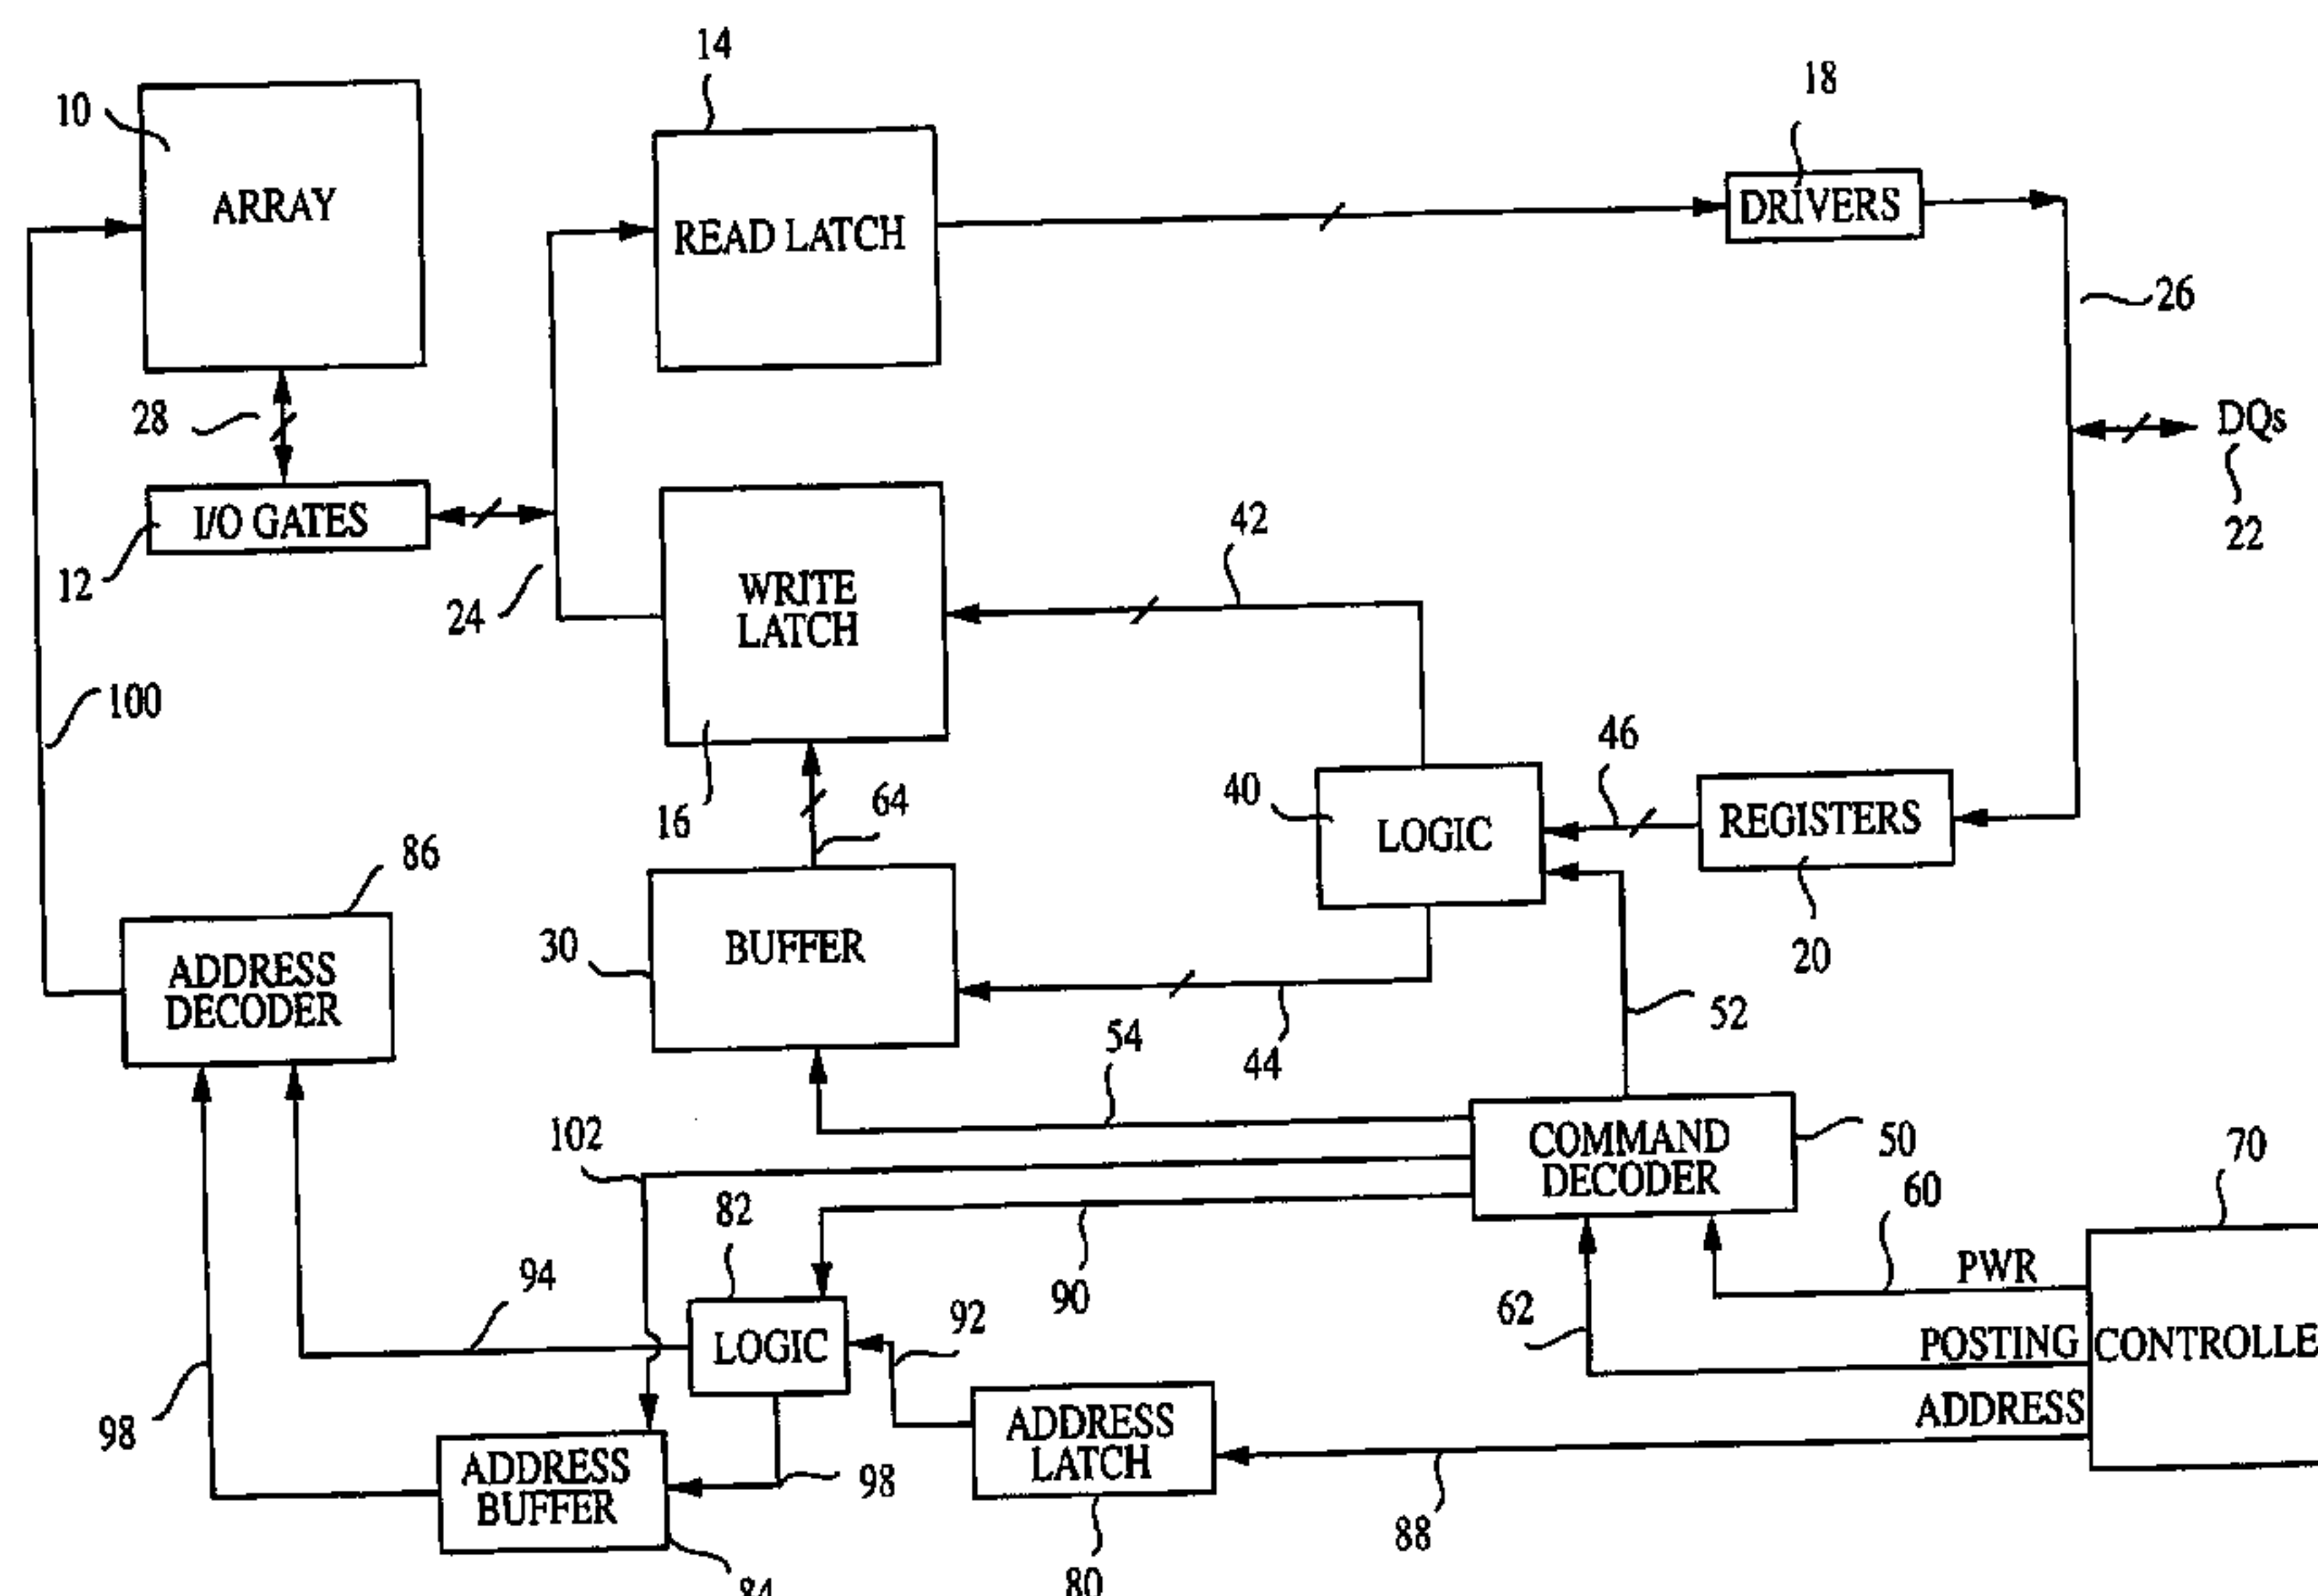 14
18
10
ARRAY
READ LATCH
DRIVERS
26
28
DQs
22
I/O GATES
12
24
WRITE
LATCH
42
100
16
64
40
LOGIC
46
REGISTERS
20
86
ADDRESS
DECODER
30
BUFFER
44
54
52
102
COMMAND
DECODER
50
70
82
94
LOGIC
90
92
60
PWR
62
POSTING
CONTROLLE
ADDRESS
98
ADDRESS
BUFFER
98
ADDRESS
LATCH
88
84
80